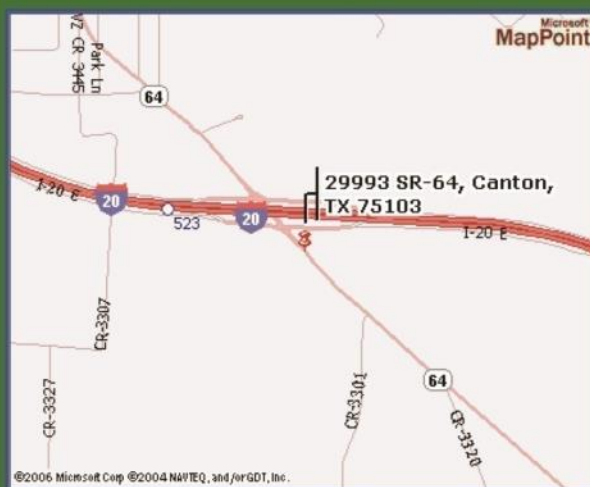 Microsoft
MapPoint
VZ CR 3445
Park Ln
64
29993 SR-64, Canton,
TX 75103
I-20 E
20
523
20
I-20 E
CR-3307
CR-3327
CR-3301
64
CR-3320
©2006 Microsoft Corp ©2004 NAVTEQ, and/or GDT, Inc.